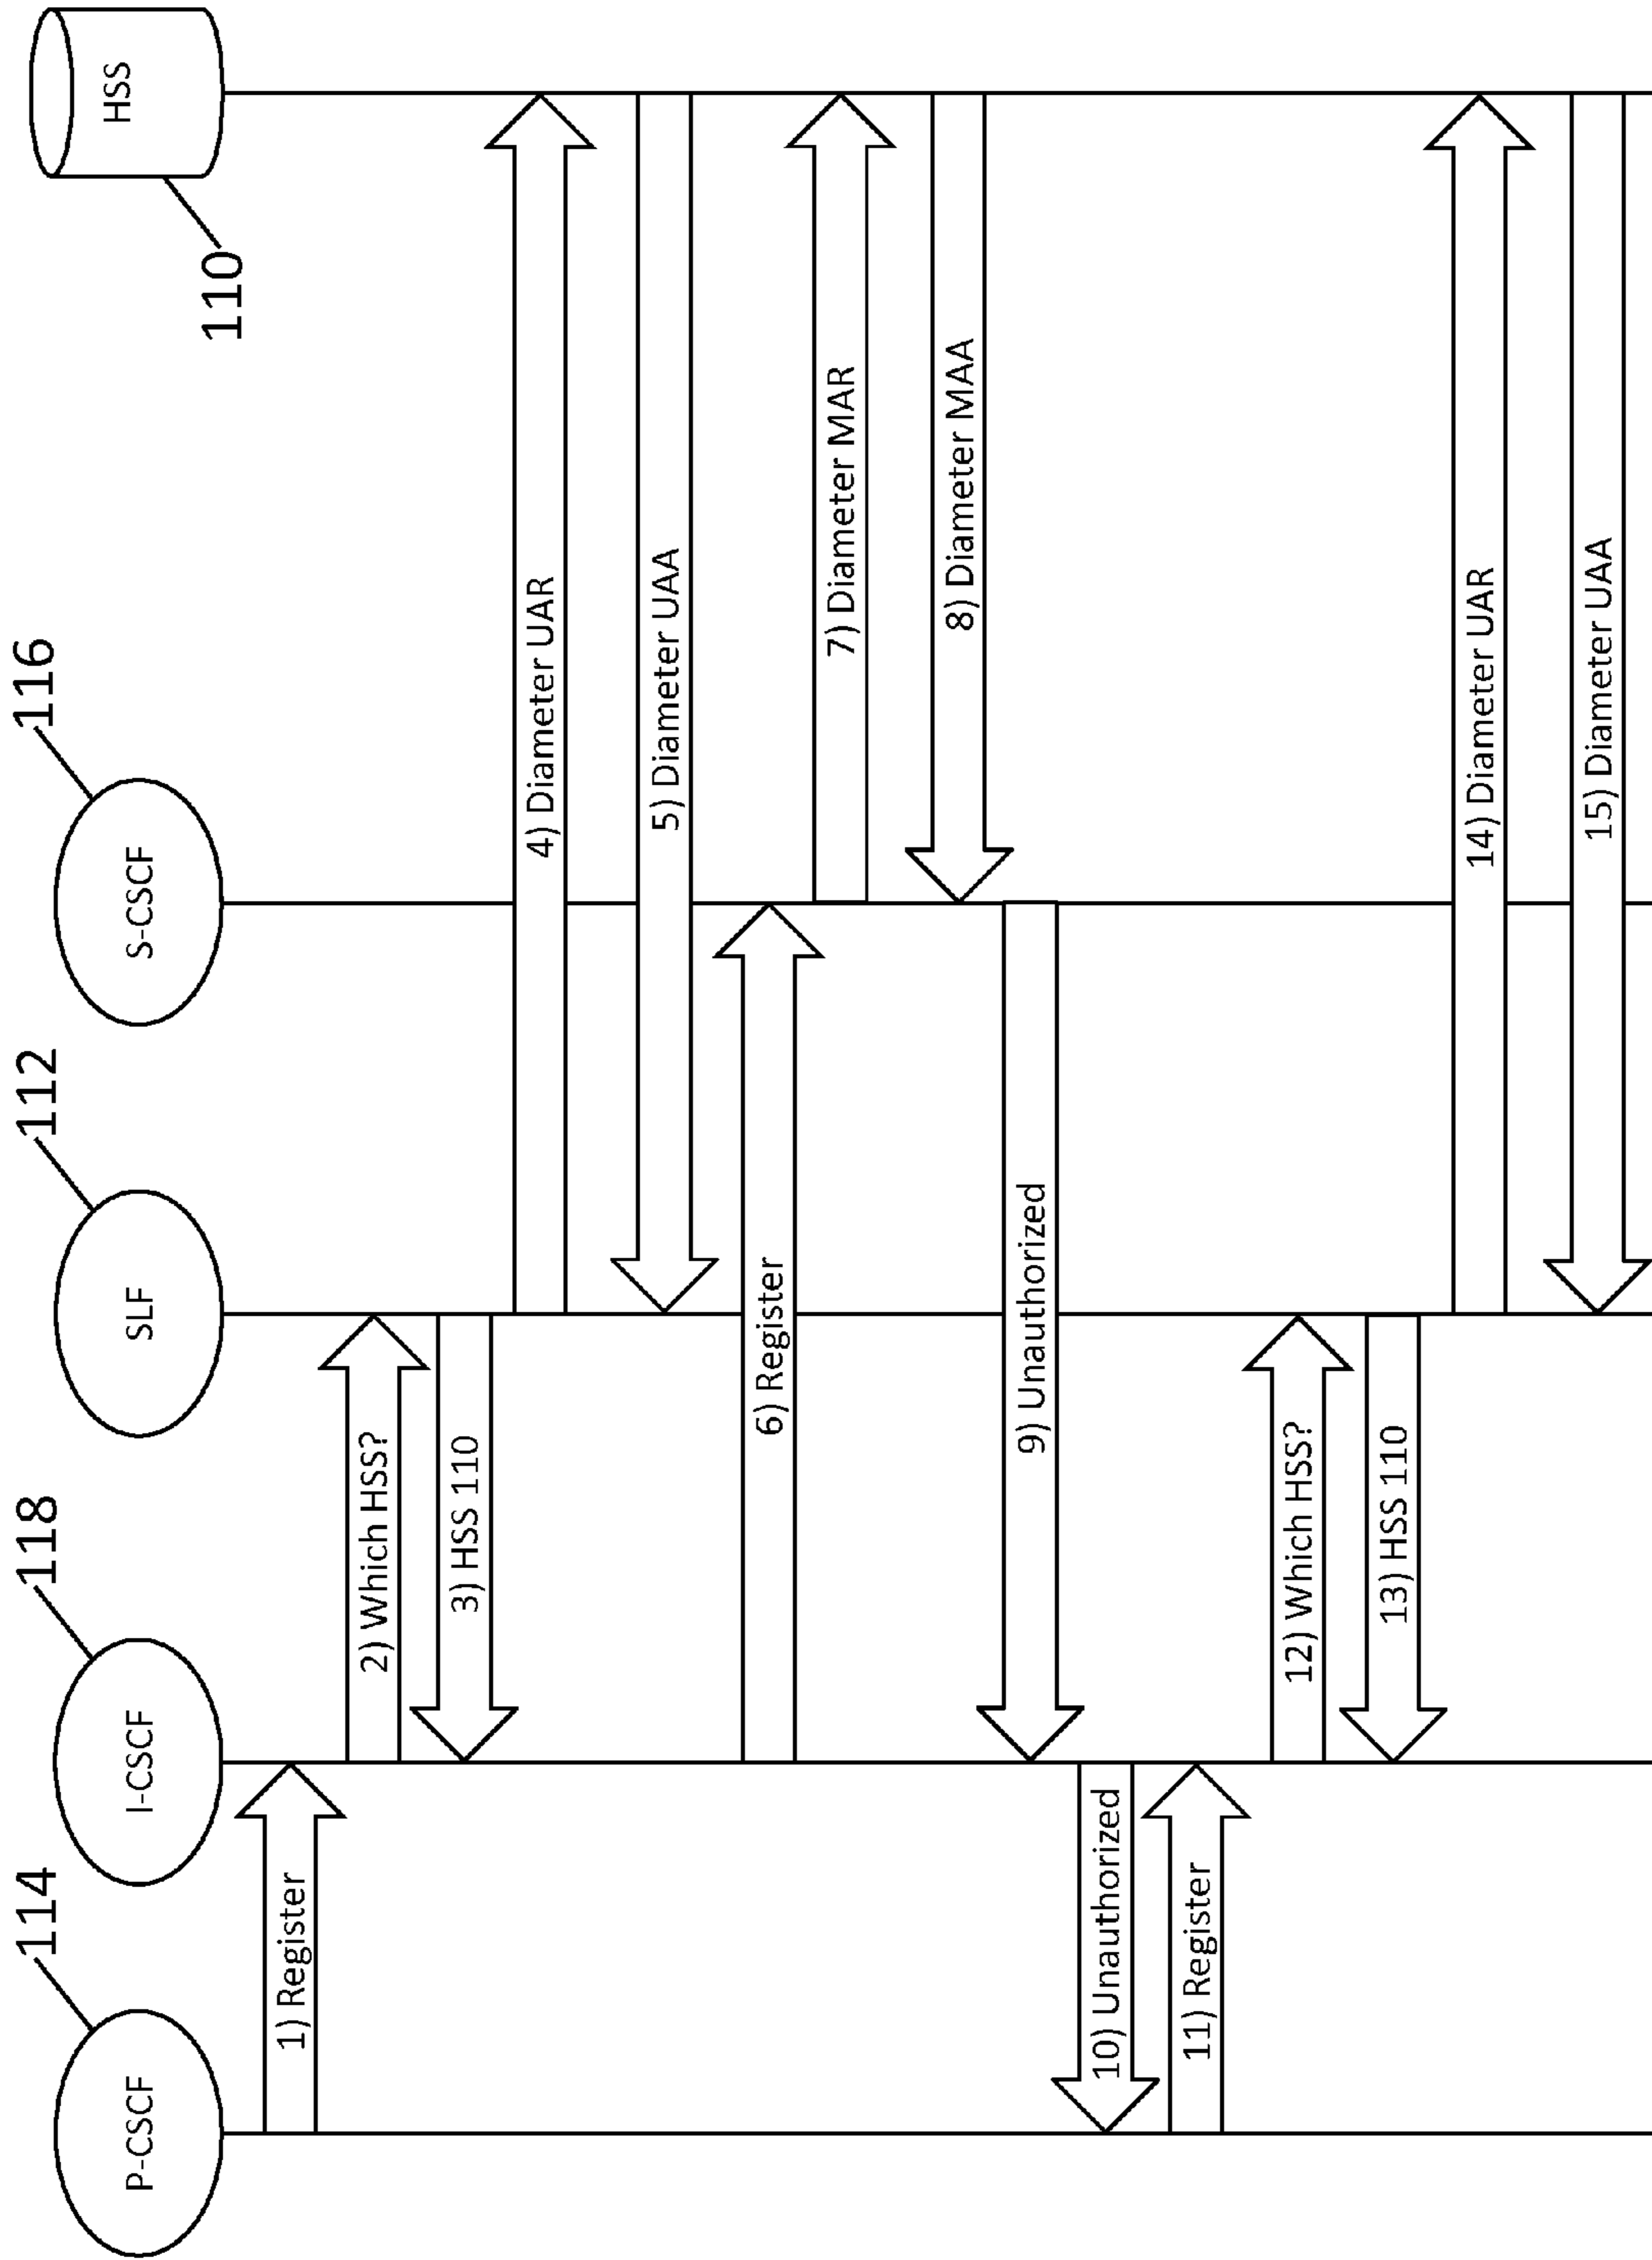 114
118
112
116
P-CSCF
I-CSCF
SLF
S-CSCF
HSS
110
1) Register
2) Which HSS?
3) HSS 110
4) Diameter UAR
5) Diameter UAA
6) Register
7) Diameter MAR
8) Diameter MAA
9) Unauthorized
10) Unauthorized
11) Register
12) Which HSS?
13) HSS 110
14) Diameter UAR
15) Diameter UAA